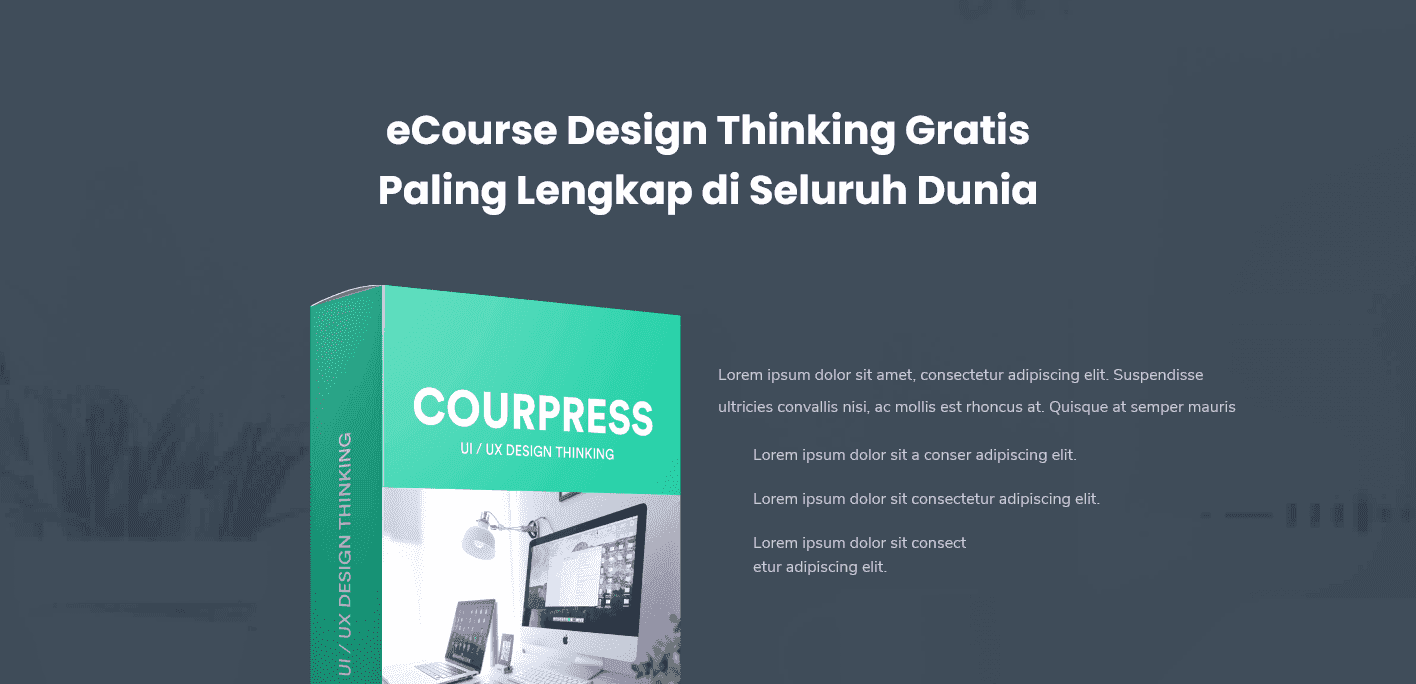 eCourse Design Thinking Gratis
Paling Lengkap di Seluruh Dunia
COURPRESS
UI / UX DESIGN THINKING
UI / UX DESIGN THINKING
Lorem ipsum dolor sit amet, consectetur adipiscing elit. Suspendisse
ultricies convallis nisi, ac mollis est rhoncus at. Quisque at semper mauris
Lorem ipsum dolor sit a conser adipiscing elit.
Lorem ipsum dolor sit consectetur adipiscing elit.
Lorem ipsum dolor sit consect
etur adipiscing elit.